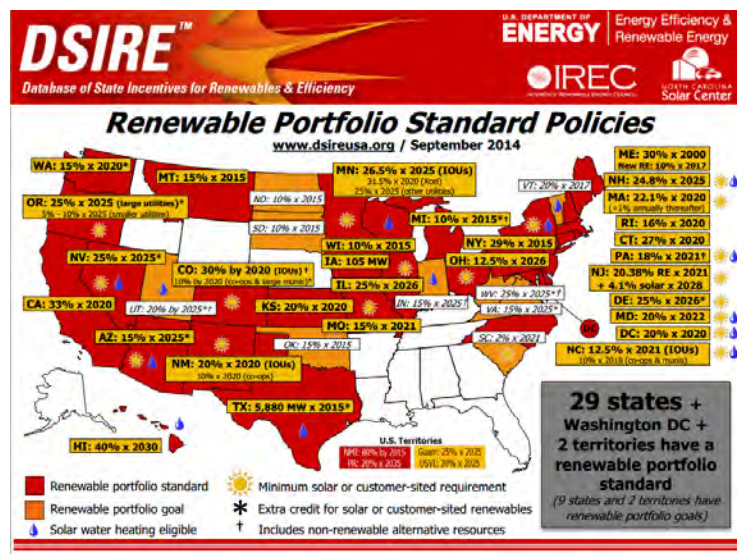 DSIRE™
Database of State Incentives for Renewables & Efficiency
U.S. DEPARTMENT OF
ENERGY
Energy Efficiency &
Renewable Energy
IREC
INTERSTATE RENEWABLE ENERGY COUNCIL
NORTH CAROLINA
Solar Center
Renewable Portfolio Standard Policies
www.dsireusa.org / September 2014
WA: 15% x 2020*
MT: 15% x 2015
MN: 26.5% x 2025 (IOUs)
31.5% x 2020 (Xcel)
25% x 2025 (other utilities)
ME: 30% x 2000
New RE: 10% x 2017
OR: 25% x 2025 (large utilities)*
5% - 10% x 2025 (smaller utilities)
ND: 10% x 2015
VT: 20% x 2017
NH: 24.8% x 2025
MA: 22.1% x 2020
(+1% annually thereafter)
SD: 10% x 2015
MI: 10% x 2015*†
RI: 16% x 2020
WI: 10% x 2015
NY: 29% x 2015
CT: 27% x 2020
NV: 25% x 2025*
IA: 105 MW
OH: 12.5% x 2026
PA: 18% x 2021†
CO: 30% by 2020 (IOUs)†
10% by 2020 (co-ops & large munis)*
IL: 25% x 2026
NJ: 20.38% RE x 2021
+ 4.1% solar x 2028
CA: 33% x 2020
UT: 20% by 2025*†
KS: 20% x 2020
IN: 15% x 2025†
WV: 25% x 2025*†
VA: 15% x 2025*
DE: 25% x 2026*
MD: 20% x 2022
MO: 15% x 2021
DC
DC: 20% x 2020
AZ: 15% x 2025*
OK: 15% x 2015
SC: 2% x 2021
NC: 12.5% x 2021 (IOUs)
10% x 2018 (co-ops & munis)
NM: 20% x 2020 (IOUs)
10% x 2020 (co-ops)
TX: 5,880 MW x 2015*
HI: 40% x 2030
U.S. Territories
NMI: 80% by 2015
Guam: 25% x 2035
PR: 20% x 2035
USVI: 30% x 2025
29 states +
Washington DC +
2 territories have a
renewable portfolio
standard
(9 states and 2 territories have
renewable portfolio goals)
Renewable portfolio standard
Minimum solar or customer-sited requirement
Renewable portfolio goal
* Extra credit for solar or customer-sited renewables
Solar water heating eligible
† Includes non-renewable alternative resources